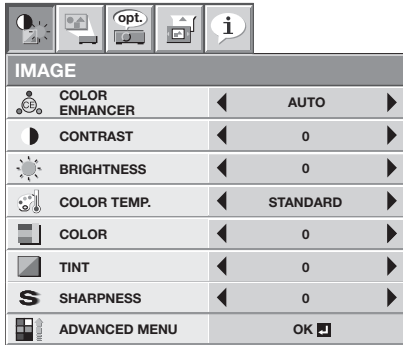 opt.
i
IMAGE
CE
COLOR
ENHANCER
AUTO
CONTRAST
0
BRIGHTNESS
0
COLOR TEMP.
STANDARD
COLOR
0
TINT
0
S
SHARPNESS
0
ADVANCED MENU
OK